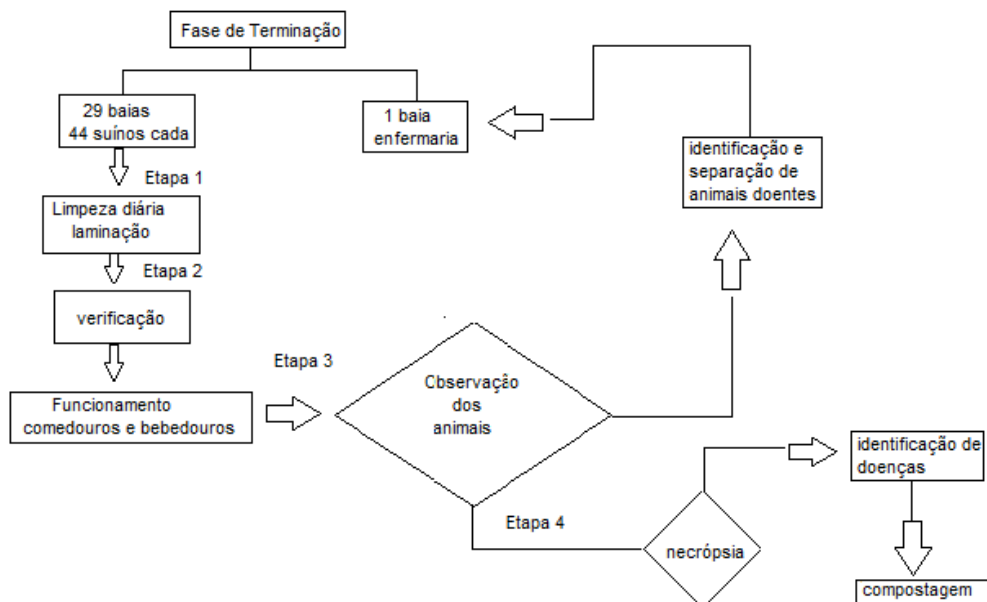 Fase de Terminação
29 baias
44 suínos cada
1 baia
enfermaria
Etapa 1
Limpeza diária
laminação
Etapa 2
verificação
Funcionamento
comedouros e bebedouros
Etapa 3
Cbservação
dos
animais
identificação e
separação de
animais doentes
Etapa 4
necrópsia
identificação de
doenças
compostagem